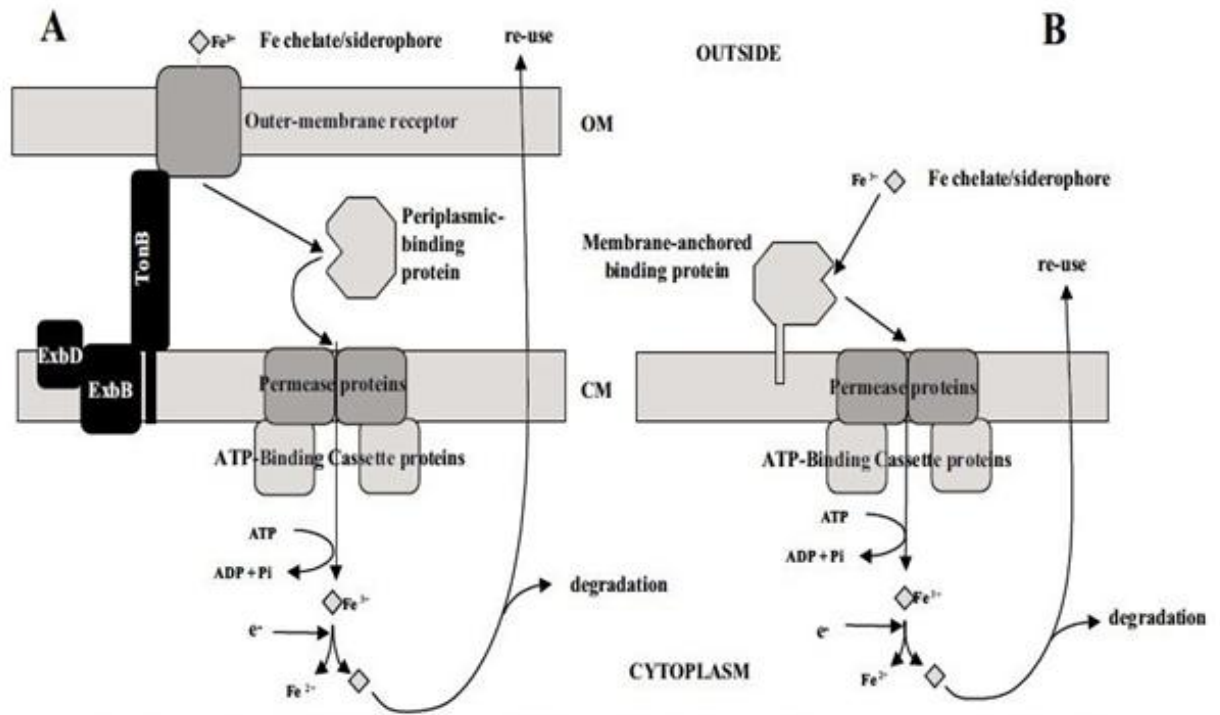 A
Fe³⁺
Fe chelate/siderophore
re-use
Outer-membrane receptor
OM
TonB
Periplasmic-
binding
protein
ExbD
ExbB
Permease proteins
CM
ATP-Binding Cassette proteins
ATP
ADP+Pi
Fe³⁺
e-
Fe²⁺
degradation
OUTSIDE
CYTOPLASM
B
Fe³⁺
Fe chelate/siderophore
Membrane-anchored
binding protein
re-use
Permease proteins
ATP-Binding Cassette proteins
ATP
ADP+Pi
Fe³⁺
e-
Fe²⁺
degradation